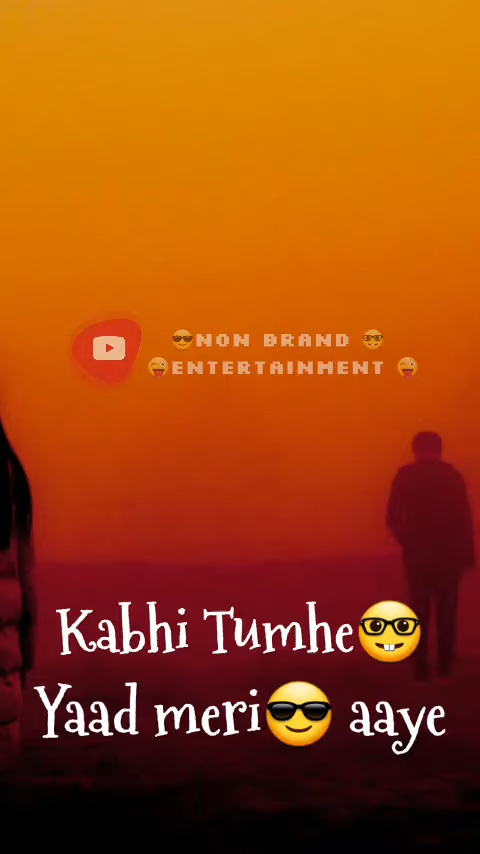 😎NON BRAND 🤓
😜ENTERTAINMENT 😜
Kabhi Tumhe🤓
Yaad meri😎 aaye